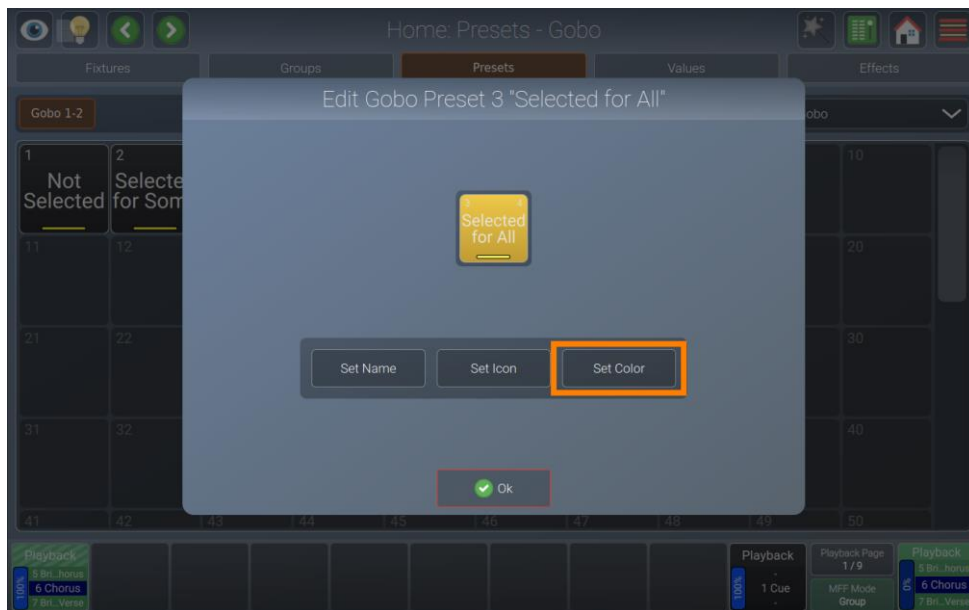 Home: Presets - Gobo
Fixtures
Groups
Presets
Values
Effects
Edit Gobo Preset 3 "Selected for All"
Gobo 1-2
obo
1
Not
Selected
2
Selecte
for Som
10
3 4
Selected
for All
11
12
20
21
22
30
Set Name
Set Icon
Set Color
31
32
40
Ok
41
42
43
44
45
46
47
48
49
50
Playback
5 Bri...horus
100%
6 Chorus
7 Bri...Verse
Playback
-
100%
1 Cue
-
Playback Page
1 / 9
MFF Mode
Group
Playback
5 Bri...horus
0%
6 Chorus
7 Bri...Verse